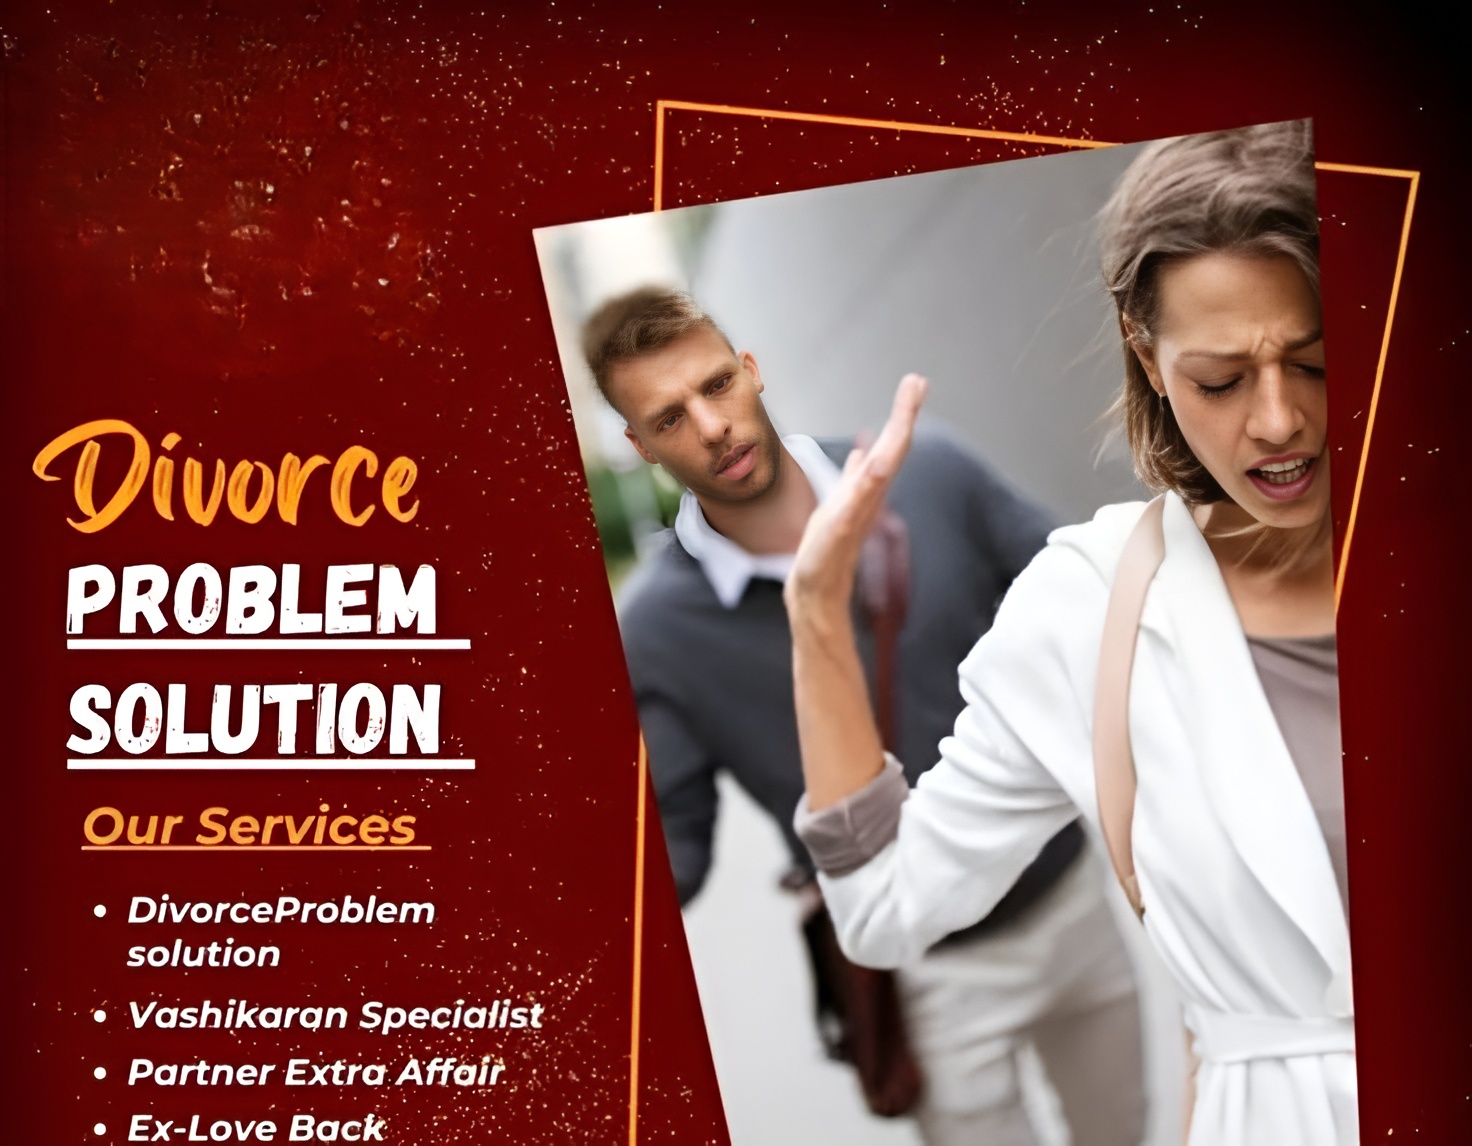 Divorce
PROBLEM
SOLUTION
Our Services
• DivorceProblem
solution
• Vashikaran Specialist
• Partner Extra Affair
• Ex-Love Back